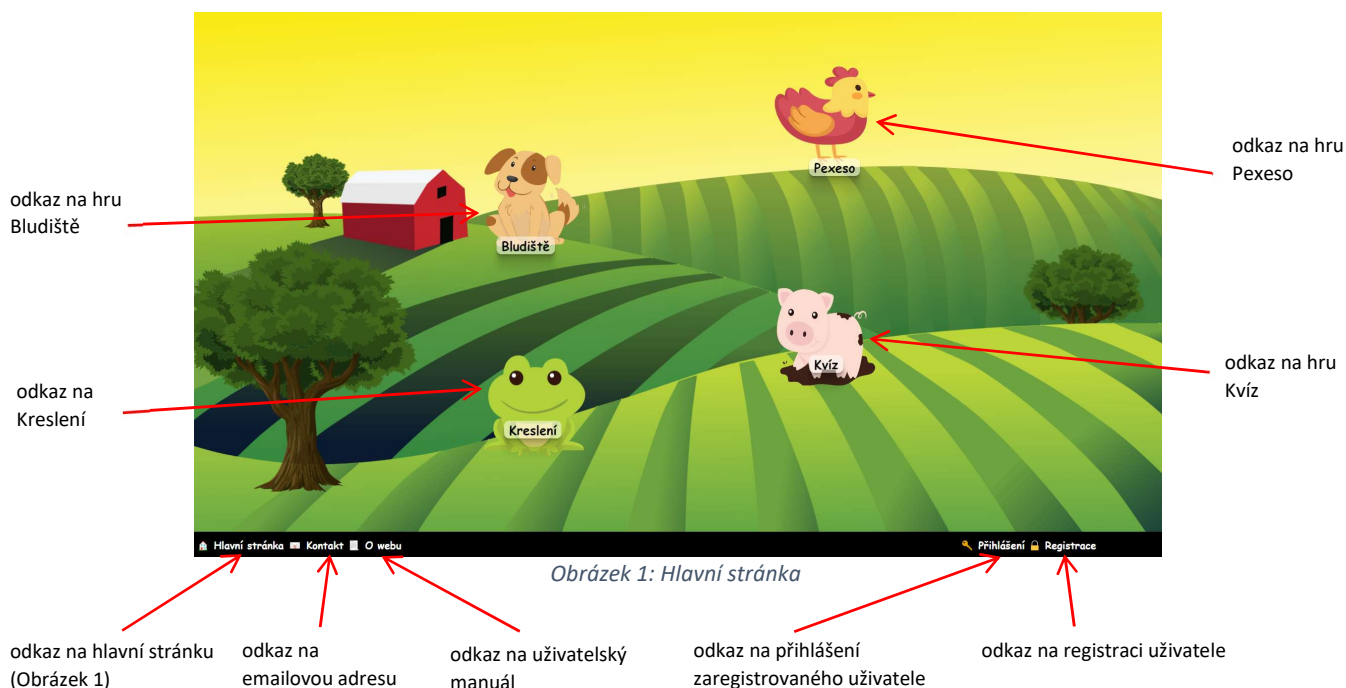 odkaz na hru
Pexeso
Pexeso
odkaz na hru
Bludiště
Bludiště
odkaz na hru
Kvíz
Kvíz
odkaz na
Kreslení
Kreslení
Hlavní stránka Kontakt O webu Přihlášení Registrace
Obrázek 1: Hlavní stránka
odkaz na hlavní stránku
(Obrázek 1)
odkaz na
emailovou adresu
odkaz na uživatelský
manuál
odkaz na přihlášení
zaregistrovaného uživatele
odkaz na registraci uživatele